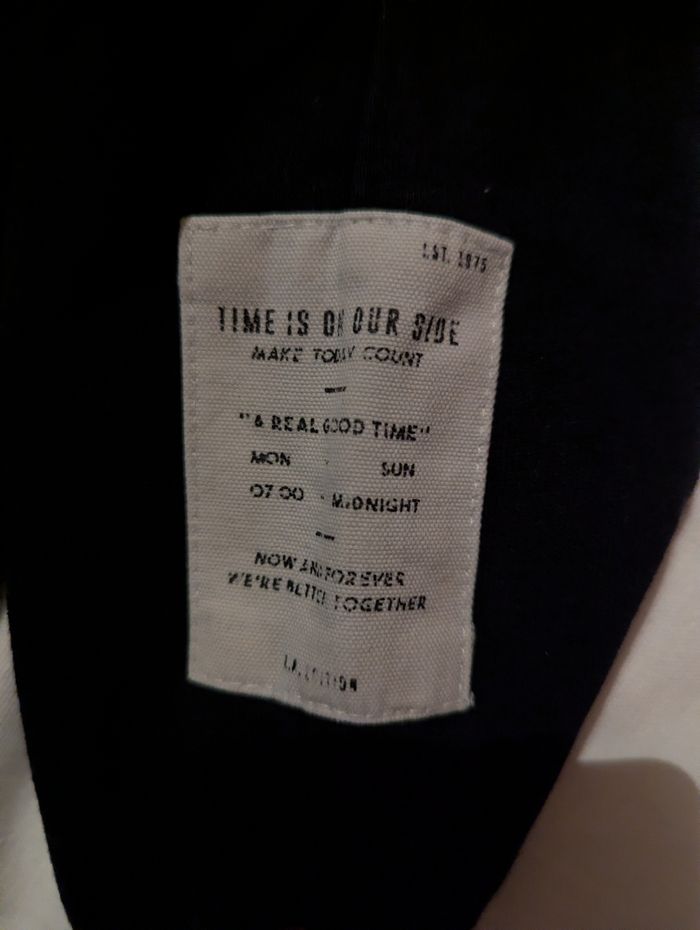 EST. 1975
TIME IS ON OUR SIDE
MAKE TODAY COUNT
"A REAL GOOD TIME"
MON - SUN
07 00 - MIDNIGHT
NOW AND FOREVER
WE'RE BETTER TOGETHER
L.A. EDITION